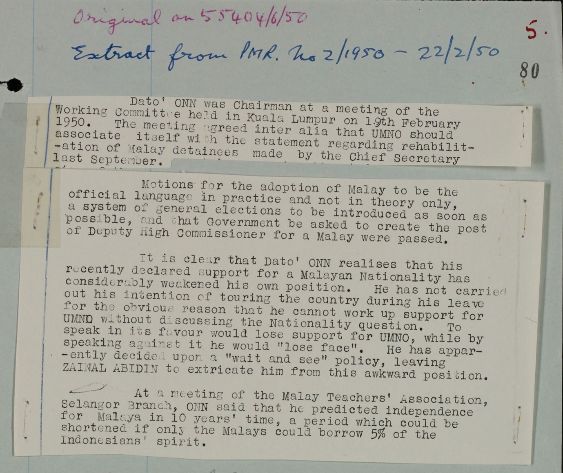 Original on 55404/6/50
5.
Extract from PMR. No 2/1950 - 22/2/50
80
Dato' ONN was Chairman at a meeting of the
Working Committee held in Kuala Lumpur on 19th February
1950. The meeting agreed inter alia that UMNO should
associate itself with the statement regarding rehabilit-
-ation of Malay detainees made by the Chief Secretary
last September.
Motions for the adoption of Malay to be the
official language in practice and not in theory only,
a system of general elections to be introduced as soon as
possible, and that Government be asked to create the post
of Deputy High Commissioner for a Malay were passed.
It is clear that Dato' ONN realises that his
recently declared support for a Malayan Nationality has
considerably weakened his own position. He has not carried
out his intention of touring the country during his leave
for the obvious reason that he cannot work up support for
UMNO without discussing the Nationality question. To
speak in its favour would lose support for UMNO, while by
speaking against it he would "lose face". He has appar-
-ently decided upon a "wait and see" policy, leaving
ZAINAL ABIDIN to extricate him from this awkward position.
At a meeting of the Malay Teachers' Association,
Selangor Branch, ONN said that he predicted independence
for Malaya in 10 years' time, a period which could be
shortened if only the Malays could borrow 5% of the
Indonesians' spirit.